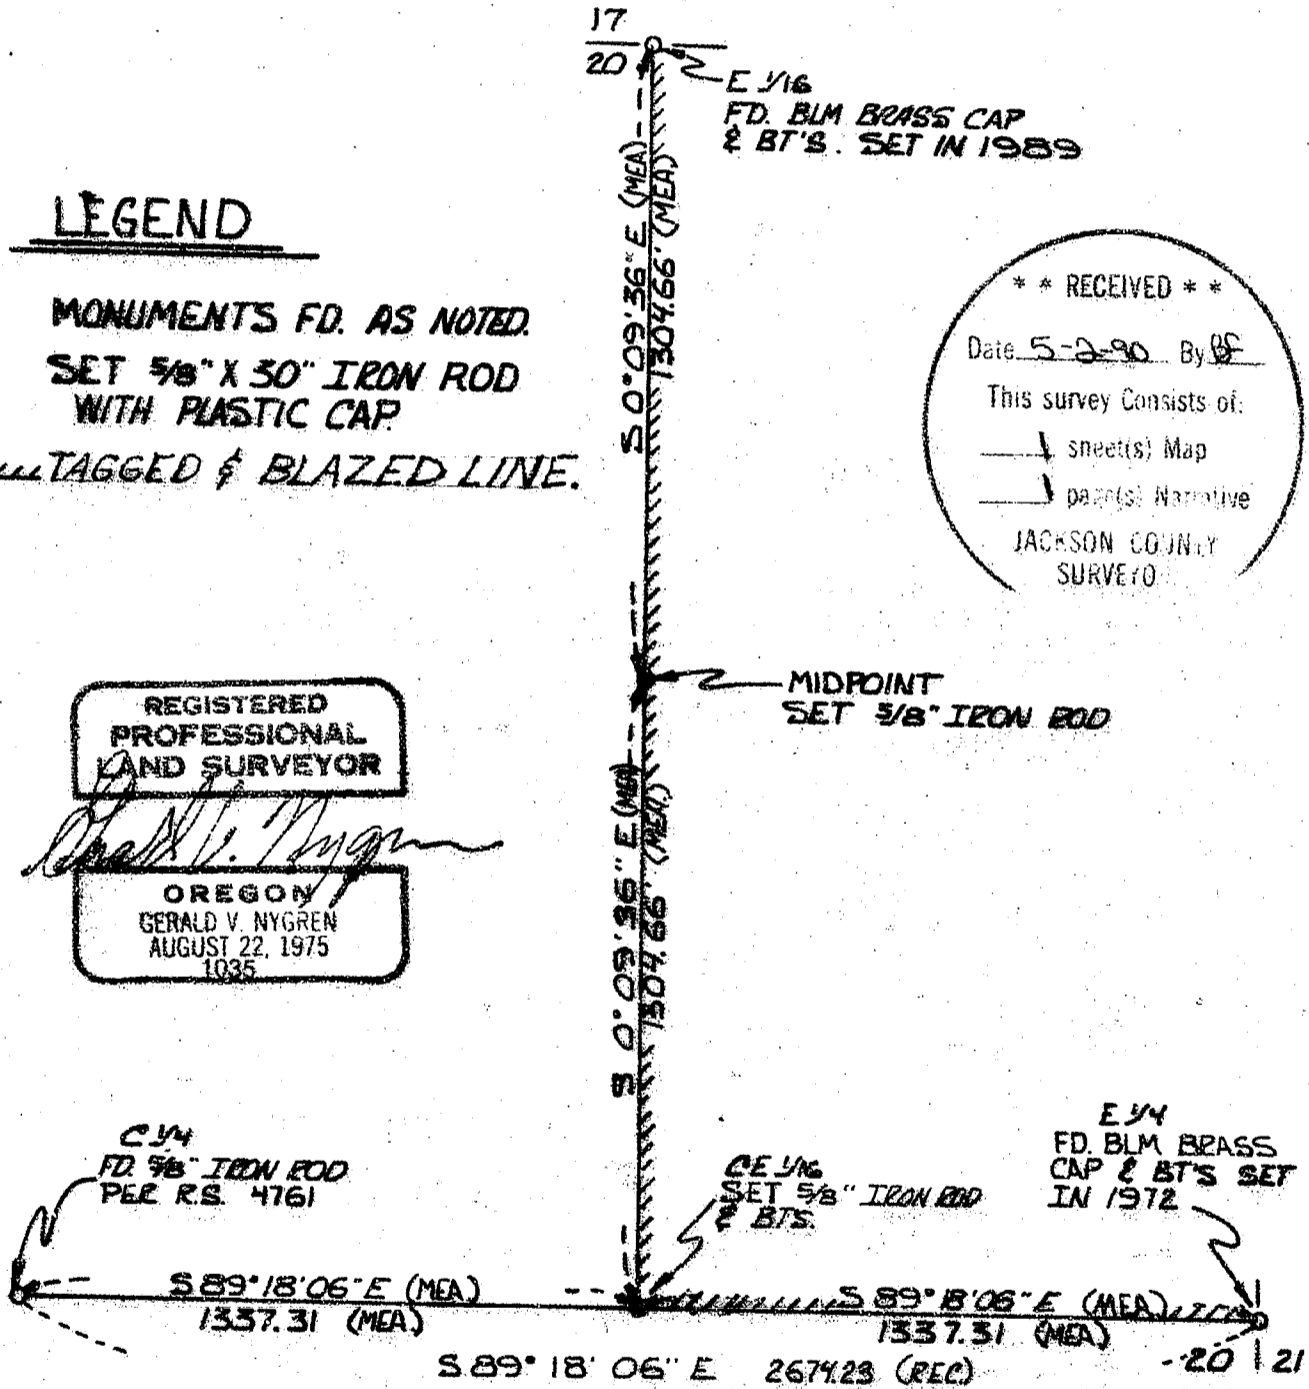 17
20
E 1/16
FD. BLM BRASS CAP
& BT'S. SET IN 1989
S 0°09'36" E (MEA)
1304.66' (MEA)
LEGEND
MONUMENTS FD. AS NOTED.
SET 5/8" X 30" IRON ROD
WITH PLASTIC CAP
TAGGED & BLAZED LINE.
* * RECEIVED * *
Date 5-2-90 By BF
This survey Consists of:
1 sheet(s) Map
1 page(s) Narrative
JACKSON COUNTY
SURVEYO
MIDPOINT
SET 5/8" IRON ROD
REGISTERED
PROFESSIONAL
LAND SURVEYOR
Gerald V. Nygren
OREGON
GERALD V. NYGREN
AUGUST 22, 1975
1035
S 0°09'36" E (MEA)
1304.66' (MEA)
C 1/4
FD. 5/8" IRON ROD
PER R.S. 4761
CE 1/16
SET 5/8" IRON ROD
& BTS.
E 1/4
FD. BLM BRASS
CAP & BT'S SET
IN 1972
S 89°18'06" E (MEA)
1337.31 (MEA)
S 89°18'06" E (MEA)
1337.31 (MEA)
S 89° 18' 06" E 2674.23 (REC)
20 21